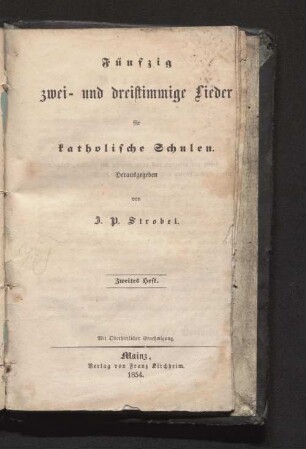 Fünfzig
zwei- und dreistimmige Lieder
für
katholische Schulen.
Herausgegeben
von
J. P. Strobel.
Zweites Heft.
Mit Oberhirtlicher Genehmigung.
Mainz,
Verlag von Franz Kirchheim.
1854.